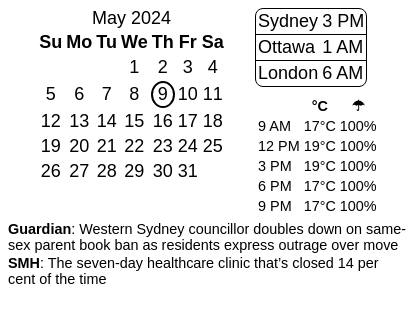 May 2024
Su Mo Tu We Th Fr Sa
1 2 3 4
5 6 7 8 9 10 11
12 13 14 15 16 17 18
19 20 21 22 23 24 25
26 27 28 29 30 31
Sydney 3 PM
Ottawa 1 AM
London 6 AM
°C ☂
9 AM 17°C 100%
12 PM 19°C 100%
3 PM 19°C 100%
6 PM 17°C 100%
9 PM 17°C 100%
Guardian: Western Sydney councillor doubles down on same-
sex parent book ban as residents express outrage over move
SMH: The seven-day healthcare clinic that’s closed 14 per
cent of the time